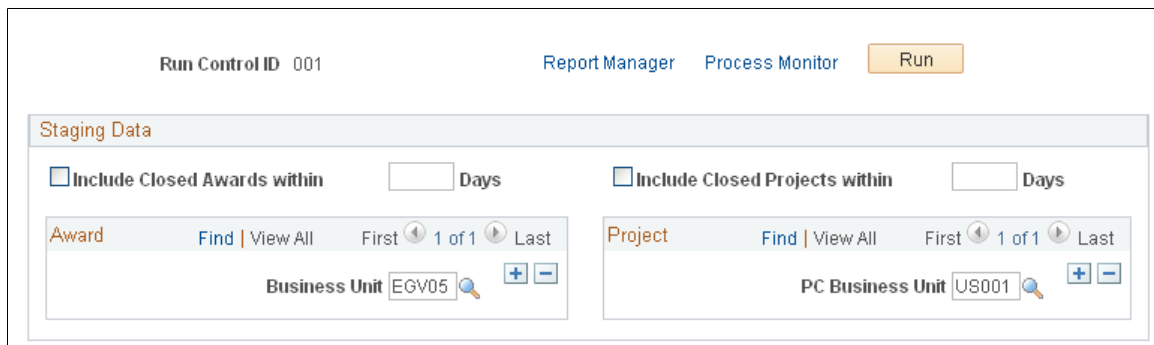 Run Control ID 001 Report Manager Process Monitor Run
Staging Data
Include Closed Awards within Days Include Closed Projects within Days
Award Find | View All First 1 of 1 Last Project Find | View All First 1 of 1 Last
Business Unit EGV05 PC Business Unit US001